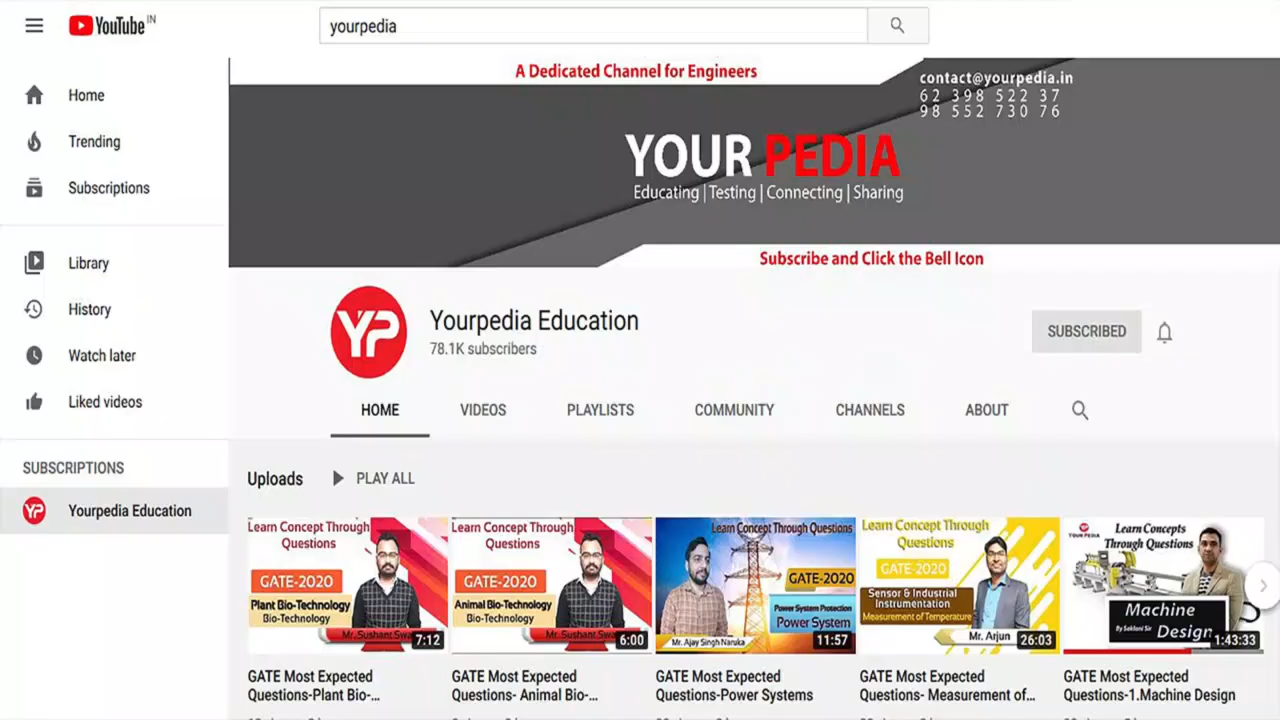 YouTube IN
yourpedia
Home
Trending
Subscriptions
Library
History
Watch later
Liked videos
SUBSCRIPTIONS
YP Yourpedia Education
A Dedicated Channel for Engineers
contact@yourpedia.in
62 398 522 37
98 552 730 76
YOUR PEDIA
Educating | Testing | Connecting | Sharing
Subscribe and Click the Bell Icon
YP
Yourpedia Education
78.1K subscribers
SUBSCRIBED
HOME VIDEOS PLAYLISTS COMMUNITY CHANNELS ABOUT
Uploads PLAY ALL
Learn Concept Through
Questions
GATE-2020
Plant Bio-Technology
Bio-Technology
Mr. Sushant
7:12
GATE Most Expected
Questions-Plant Bio-...
Learn Concept Through
Questions
GATE-2020
Animal Bio-Technology
Bio-Technology
Mr. Sushant
6:00
GATE Most Expected
Questions- Animal Bio-...
Learn Concept Through Questions
GATE-2020
Power System Protection
Power System
Mr. Ajay Singh Naruka
11:57
GATE Most Expected
Questions-Power Systems
Learn Concept Through
Questions
GATE-2020
Sensor & Industrial
Instrumentation
Measurement of Temperature
Mr. Arjun
26:03
GATE Most Expected
Questions- Measurement of...
YOUR PEDIA
Learn Concepts
Through Questions
Machine
Design
1:43:33
GATE Most Expected
Questions-1.Machine Design